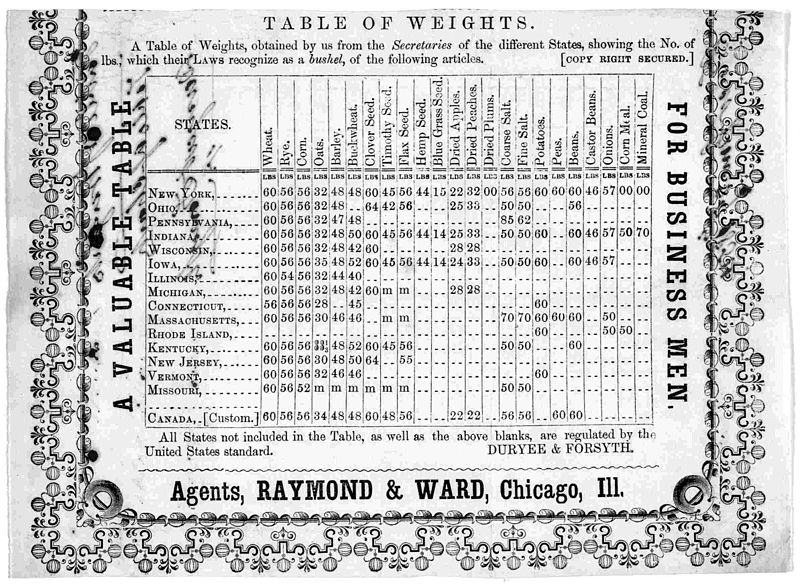 TABLE OF WEIGHTS.
A Table of Weights, obtained by us from the Secretaries of the different States, showing the No. of
lbs. which their LAWS recognize as a bushel, of the following articles. [COPY RIGHT SECURED.]
A VALUABLE TABLE
FOR BUSINESS MEN.
STATES. Wheat. Rye. Corn. Oats. Barley. Buckwheat. Clover Seed. Timothy Seed. Flax Seed. Hemp Seed. Blue Grass Seed. Dried Apples. Dried Peaches. Dried Plums. Coarse Salt. Fine Salt. Potatoes. Peas. Beans. Castor Beans. Onions. Corn Meal. Mineral Coal.
LBS LBS LBS LBS LBS LBS LBS LBS LBS LBS LBS LBS LBS LBS LBS LBS LBS LBS LBS LBS LBS LBS LBS
NEW YORK, 60 56 56 32 48 48 60 45 56 44 15 22 32 00 56 56 60 60 60 46 57 00 00
OHIO, 60 56 56 32 48 64 42 56 25 33 50 50 56
PENNSYLVANIA, 60 56 56 32 47 48 85 62
INDIANA, 60 56 56 32 48 50 60 45 56 44 14 25 33 50 50 60 60 46 57 50 70
WISCONSIN, 60 56 56 32 48 42 60 28 28
IOWA, 60 56 56 35 48 52 60 45 56 44 14 24 33 50 50 60 60 46 57
ILLINOIS, 60 54 56 32 44 40
MICHIGAN, 60 56 56 32 48 42 60 m m 28 28
CONNECTICUT, 56 56 56 28 45 60
MASSACHUSETTS, 60 56 56 30 46 46 m m 70 70 60 60 60 50
RHODE ISLAND, 60 50 50
KENTUCKY, 60 56 56 33⅓ 48 52 60 45 56 50 50 60
NEW JERSEY, 60 56 56 30 48 50 64 55
VERMONT, 60 56 56 32 46 46 60
MISSOURI, 60 56 52 m m m m m m 50 50
CANADA, [Custom.] 60 56 56 34 48 48 60 48 56 22 22 56 56 60 60
All States not included in the Table, as well as the above blanks, are regulated by the
United States standard. DURYEE & FORSYTH.
Agents, RAYMOND & WARD, Chicago, Ill.